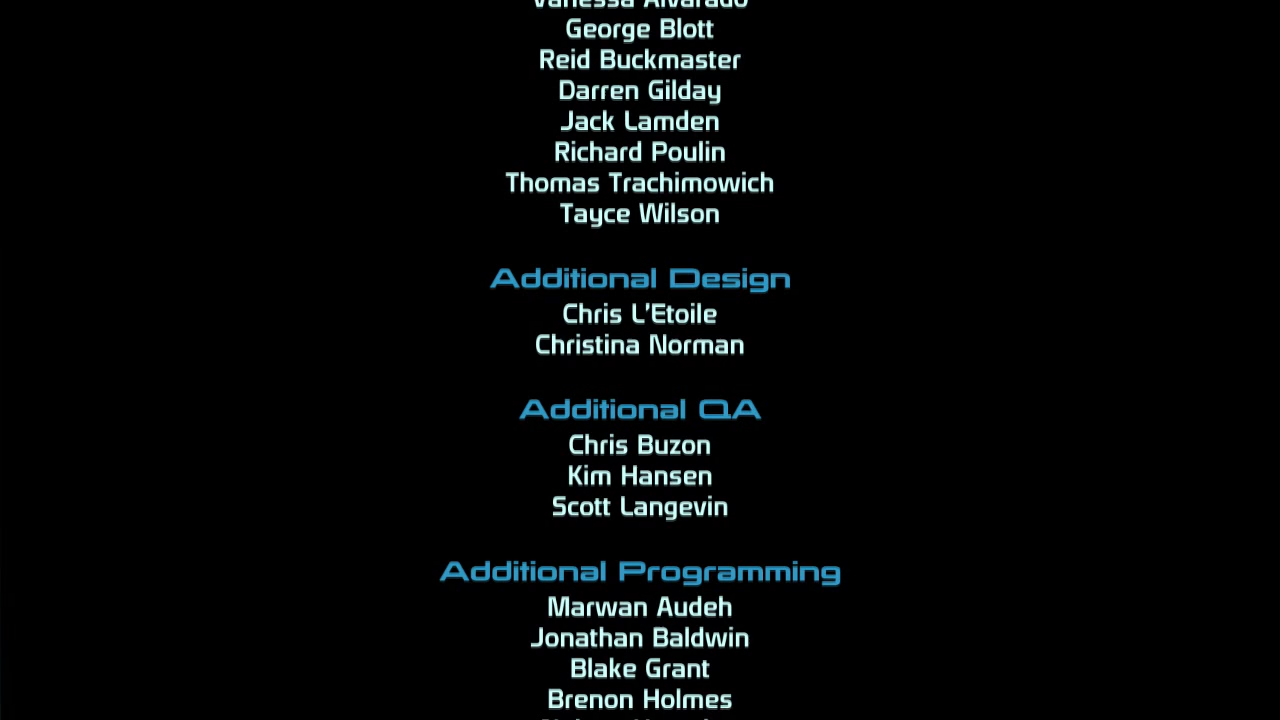 Vanessa Alvarado
George Blott
Reid Buckmaster
Darren Gilday
Jack Lamden
Richard Poulin
Thomas Trachimowich
Tayce Wilson
Additional Design
Chris L'Etoile
Christina Norman
Additional QA
Chris Buzon
Kim Hansen
Scott Langevin
Additional Programming
Marwan Audeh
Jonathan Baldwin
Blake Grant
Brenon Holmes